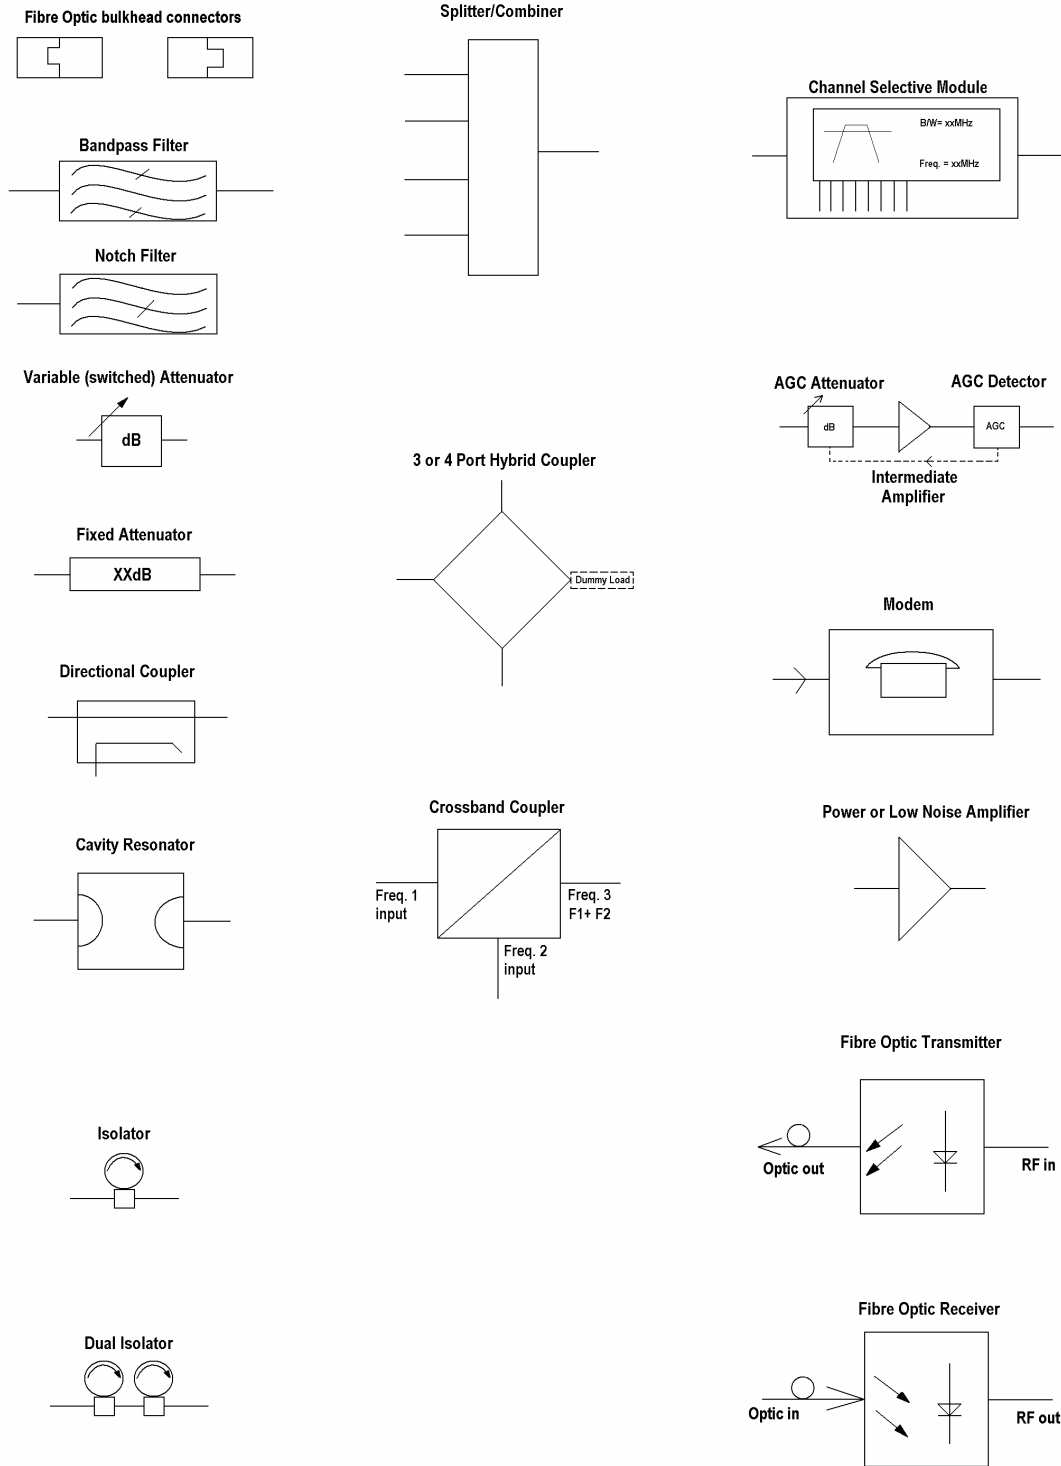 Fibre Optic bulkhead connectors
Splitter/Combiner
Channel Selective Module
B/W= xxMHz
Freq. = xxMHz
Bandpass Filter
Notch Filter
Variable (switched) Attenuator
dB
AGC Attenuator
AGC Detector
dB
AGC
Intermediate
Amplifier
3 or 4 Port Hybrid Coupler
Dummy Load
Fixed Attenuator
XXdB
Modem
Directional Coupler
Crossband Coupler
Freq. 1
input
Freq. 3
F1+ F2
Freq. 2
input
Power or Low Noise Amplifier
Cavity Resonator
Fibre Optic Transmitter
Optic out
RF in
Isolator
Fibre Optic Receiver
Optic in
RF out
Dual Isolator